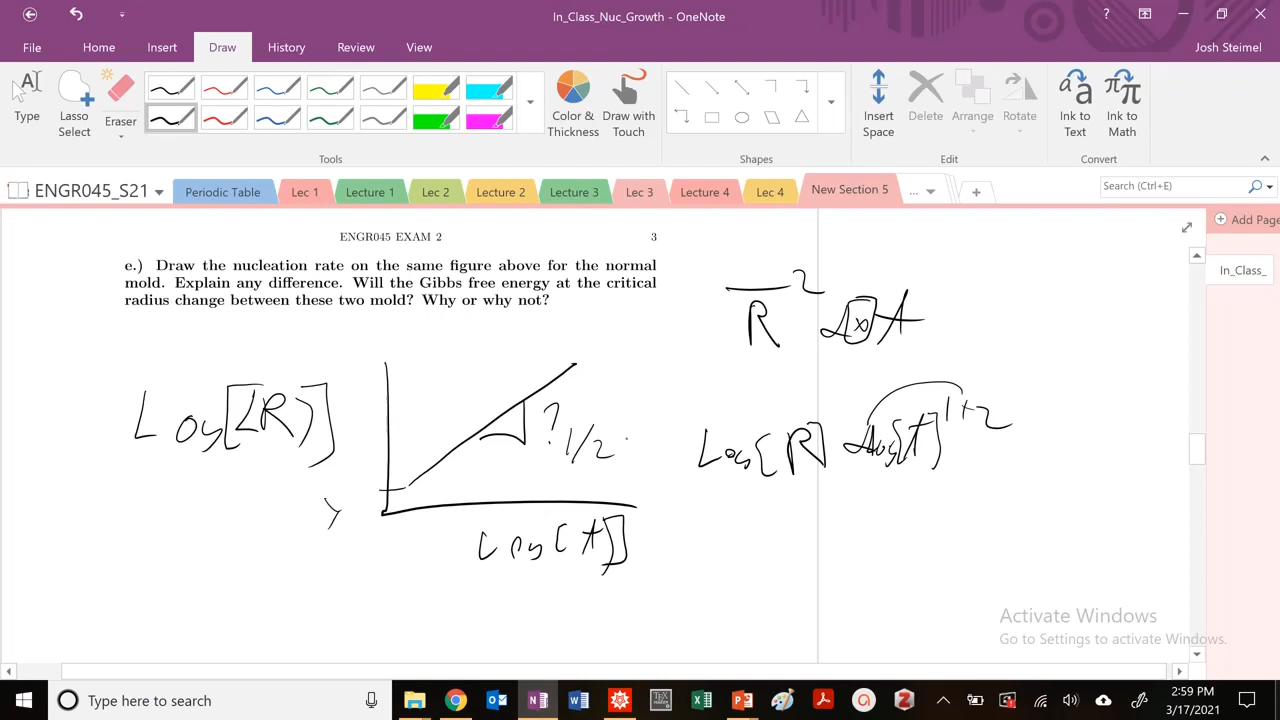 In_Class_Nuc_Growth - OneNote
File Home Insert Draw History Review View Josh Steimel
Type Lasso Select Eraser Color & Thickness Draw with Touch Insert Space Delete Arrange Rotate Ink to Text Ink to Math
Tools Shapes Edit Convert
ENGR045_S21 Periodic Table Lec 1 Lecture 1 Lec 2 Lecture 2 Lecture 3 Lec 3 Lecture 4 Lec 4 New Section 5 ... Search (Ctrl+E)
Add Page
ENGR045 EXAM 2 3
In_Class_
e.) Draw the nucleation rate on the same figure above for the normal
mold. Explain any difference. Will the Gibbs free energy at the critical
radius change between these two mold? Why or why not?
R 2
Log[ R ]
? 1/2
Log[R] 1/2
Log[t]
Activate Windows
Go to Settings to activate Windows.
Type here to search
2:59 PM
3/17/2021